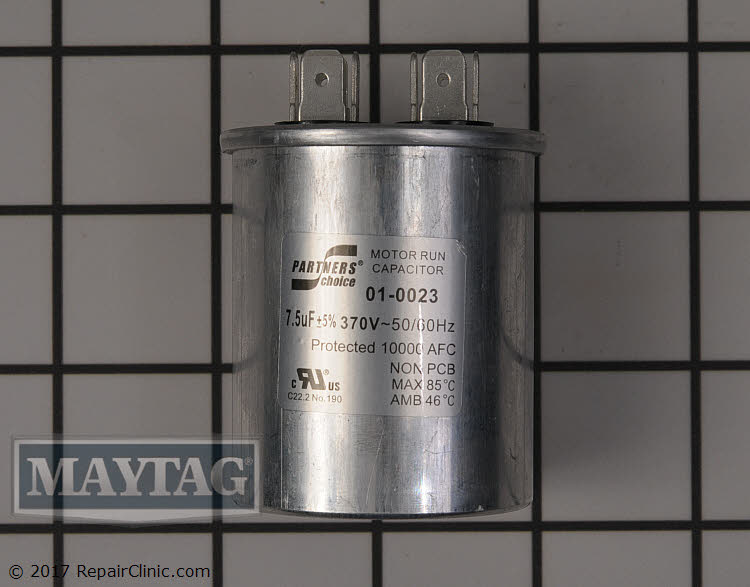 PARTNERS®
choice
MOTOR RUN
CAPACITOR
01-0023
7.5uF±5% 370V~50/60Hz
Protected 10000 AFC
NON PCB
MAX 85°C
AMB 46°C
c RU® US
C22.2 No.190
MAYTAG®
© 2017 RepairClinic.com®